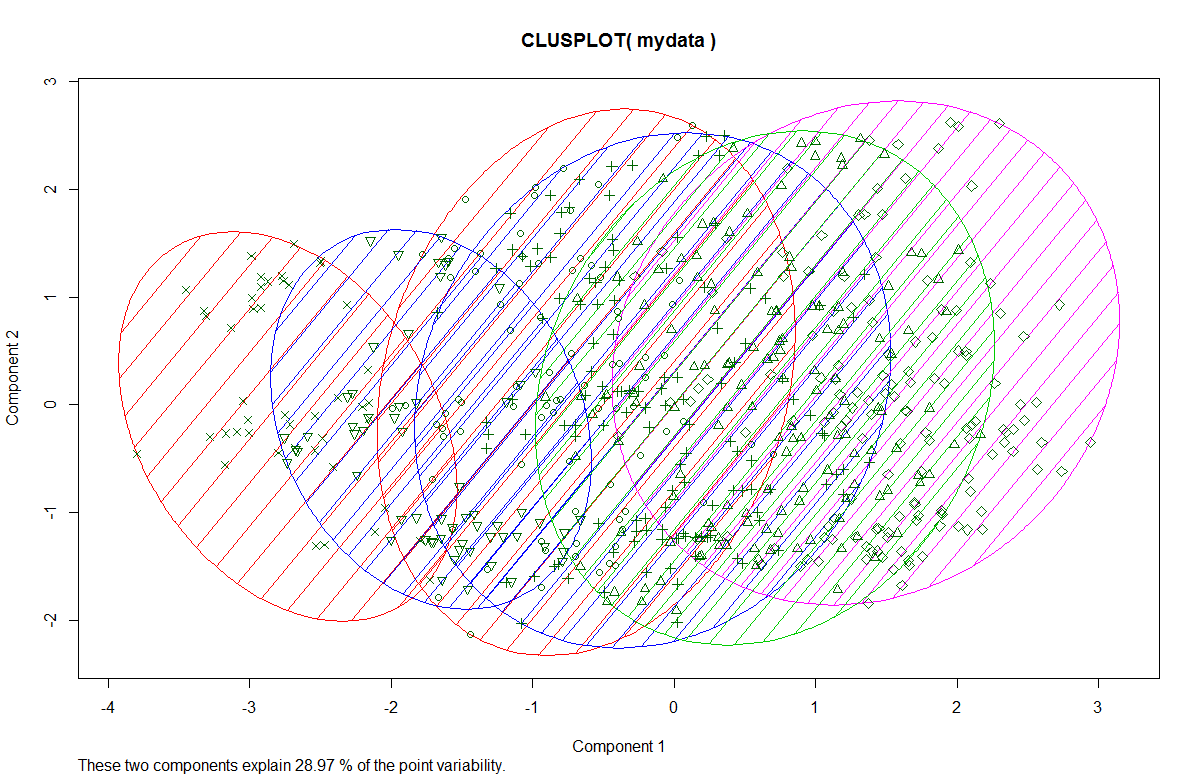 CLUSPLOT( mydata )
3
2
1
0
-1
-2
Component 2
-4 -3 -2 -1 0 1 2 3
Component 1
These two components explain 28.97 % of the point variability.